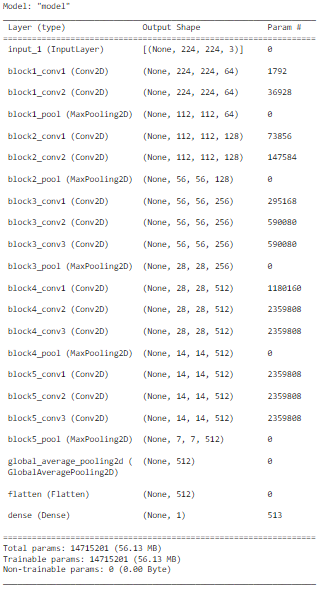 Model: "model"
Layer (type) Output Shape Param #
input_1 (InputLayer) [(None, 224, 224, 3)] 0
block1_conv1 (Conv2D) (None, 224, 224, 64) 1792
block1_conv2 (Conv2D) (None, 224, 224, 64) 36928
block1_pool (MaxPooling2D) (None, 112, 112, 64) 0
block2_conv1 (Conv2D) (None, 112, 112, 128) 73856
block2_conv2 (Conv2D) (None, 112, 112, 128) 147584
block2_pool (MaxPooling2D) (None, 56, 56, 128) 0
block3_conv1 (Conv2D) (None, 56, 56, 256) 295168
block3_conv2 (Conv2D) (None, 56, 56, 256) 590080
block3_conv3 (Conv2D) (None, 56, 56, 256) 590080
block3_pool (MaxPooling2D) (None, 28, 28, 256) 0
block4_conv1 (Conv2D) (None, 28, 28, 512) 1180160
block4_conv2 (Conv2D) (None, 28, 28, 512) 2359808
block4_conv3 (Conv2D) (None, 28, 28, 512) 2359808
block4_pool (MaxPooling2D) (None, 14, 14, 512) 0
block5_conv1 (Conv2D) (None, 14, 14, 512) 2359808
block5_conv2 (Conv2D) (None, 14, 14, 512) 2359808
block5_conv3 (Conv2D) (None, 14, 14, 512) 2359808
block5_pool (MaxPooling2D) (None, 7, 7, 512) 0
global_average_pooling2d ( (None, 512) 0
GlobalAveragePooling2D)
flatten (Flatten) (None, 512) 0
dense (Dense) (None, 1) 513
Total params: 14715201 (56.13 MB)
Trainable params: 14715201 (56.13 MB)
Non-trainable params: 0 (0.00 Byte)